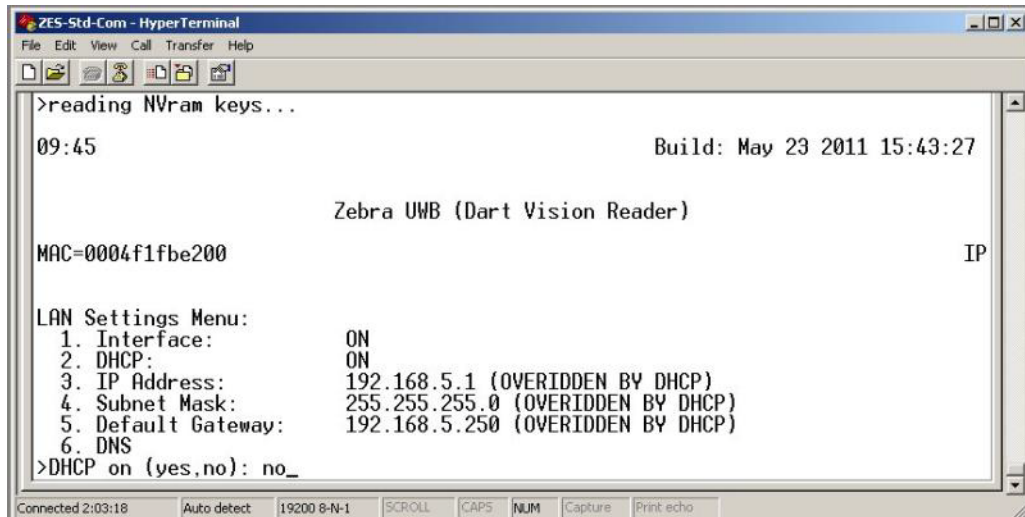 ZES-Std-Com - HyperTerminal
File Edit View Call Transfer Help
>reading NVram keys...
09:45 Build: May 23 2011 15:43:27
Zebra UWB (Dart Vision Reader)
MAC=0004f1fbe200 IP
LAN Settings Menu:
1. Interface: ON
2. DHCP: ON
3. IP Address: 192.168.5.1 (OVERIDDEN BY DHCP)
4. Subnet Mask: 255.255.255.0 (OVERIDDEN BY DHCP)
5. Default Gateway: 192.168.5.250 (OVERIDDEN BY DHCP)
6. DNS
>DHCP on (yes,no): no_
Connected 2:03:18 Auto detect 19200 8-N-1 SCROLL CAPS NUM Capture Print echo